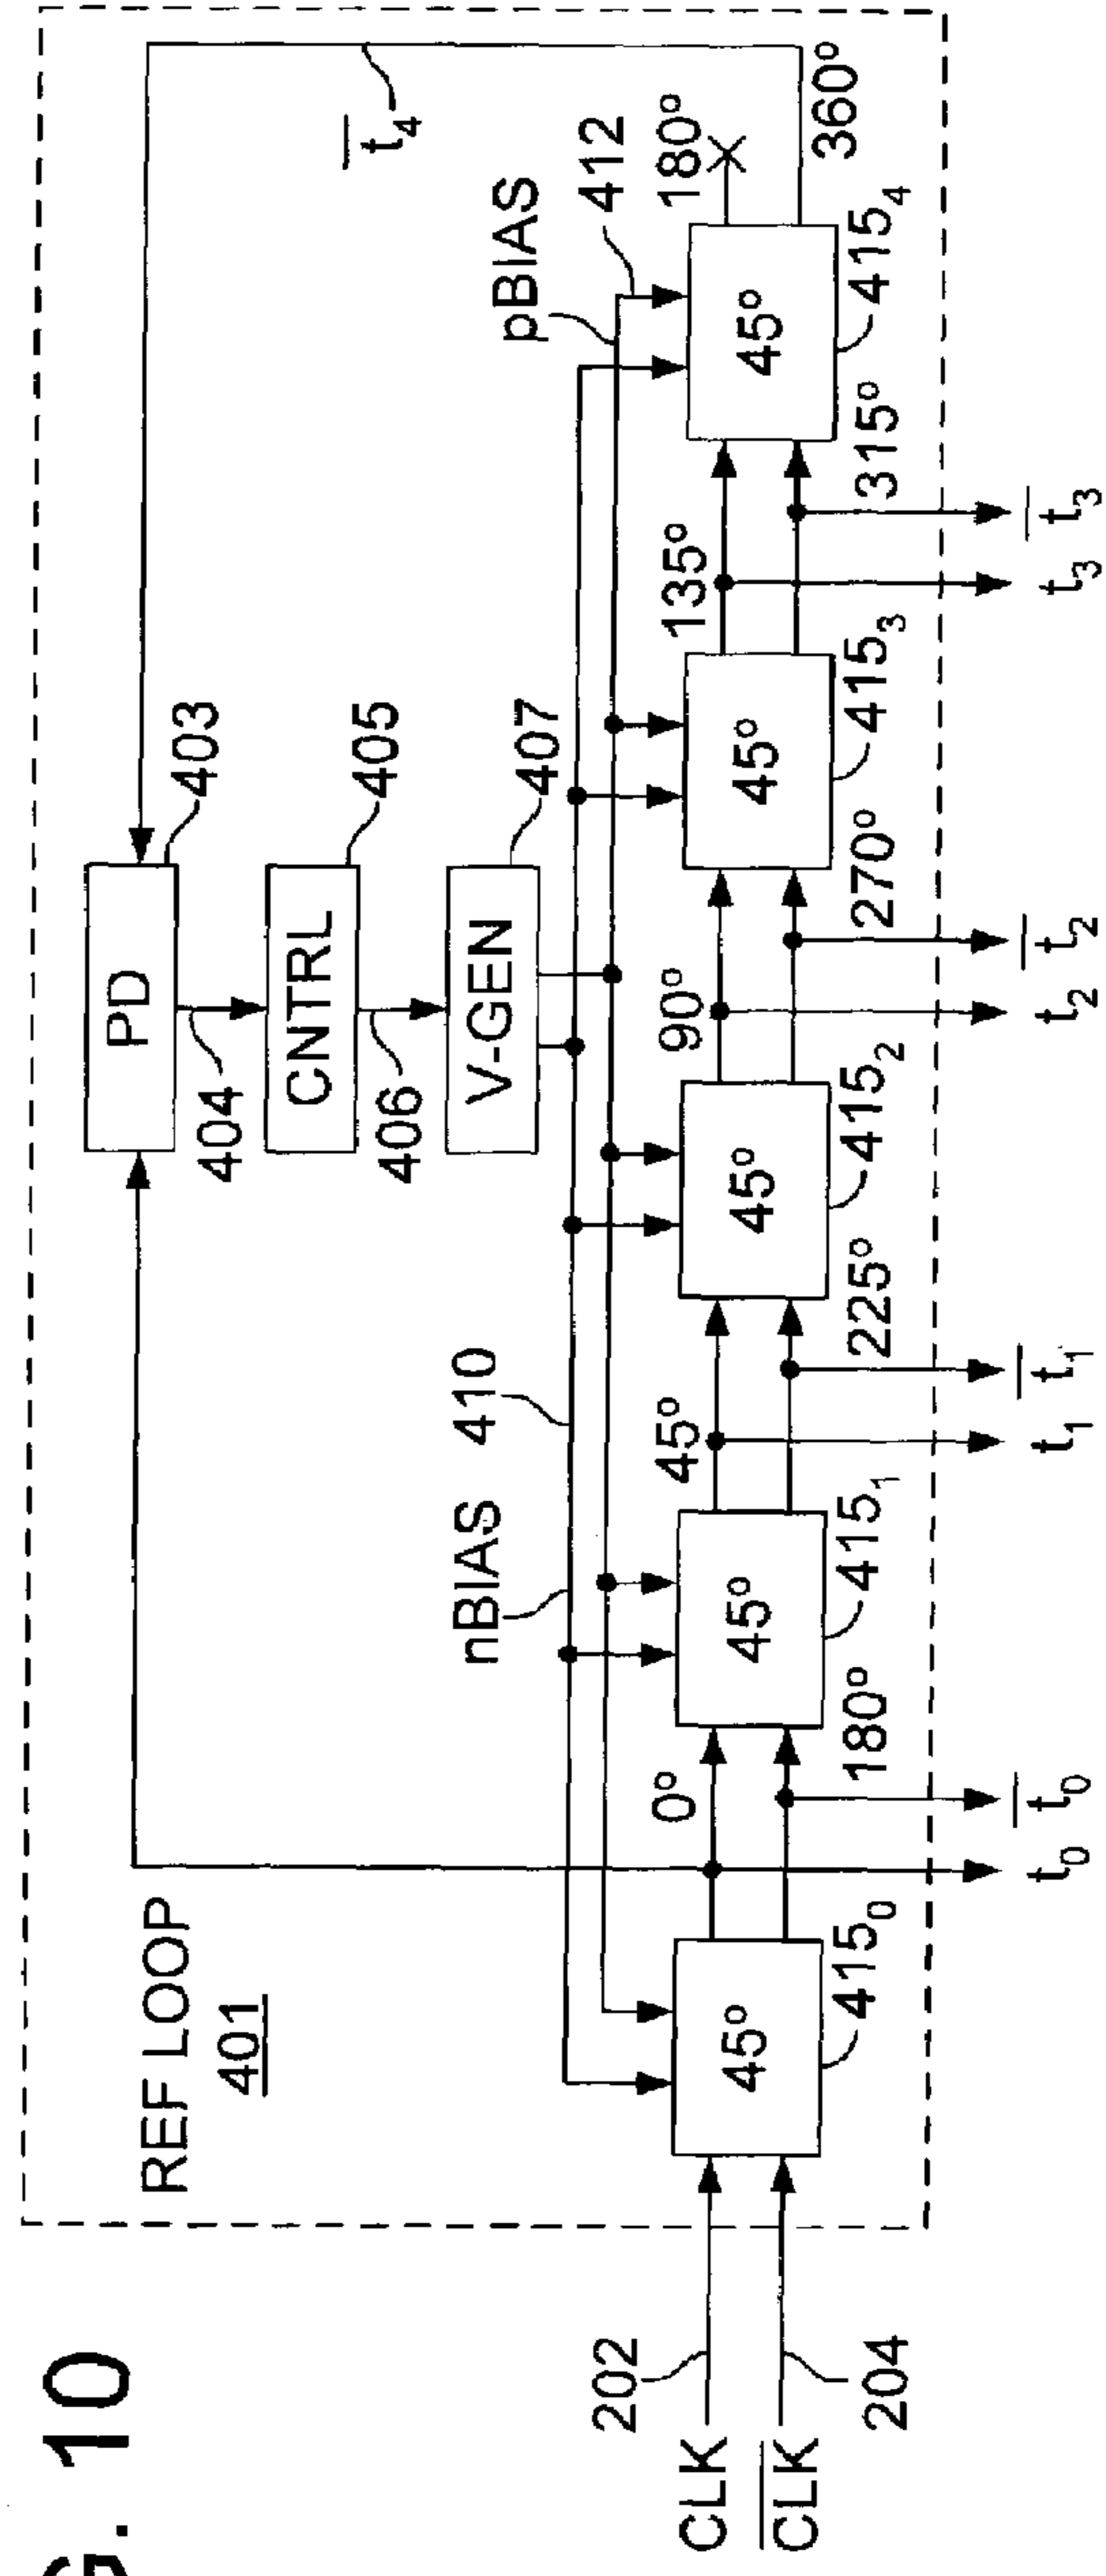 G. 10
REF LOOP
401
PD
403
404
CNTRL
405
406
V-GEN
407
t̅₄
nBIAS 410
pBIAS
412
CLK
202
C̅L̅K̅
204
45°
415₀
0°
180°
45°
415₁
45°
225°
45°
415₂
90°
270°
45°
415₃
135°
315°
45°
415₄
180°
360°
t₀ t̅₀
t₁ t̅₁
t₂ t̅₂
t₃ t̅₃